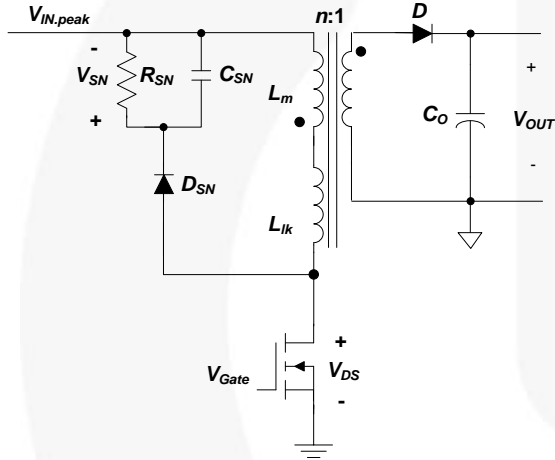 V_IN.peak
n:1
D
-
V_SN
R_SN
C_SN
+
L_m
C_O
+
V_OUT
-
D_SN
L_lk
V_Gate
+
V_DS
-